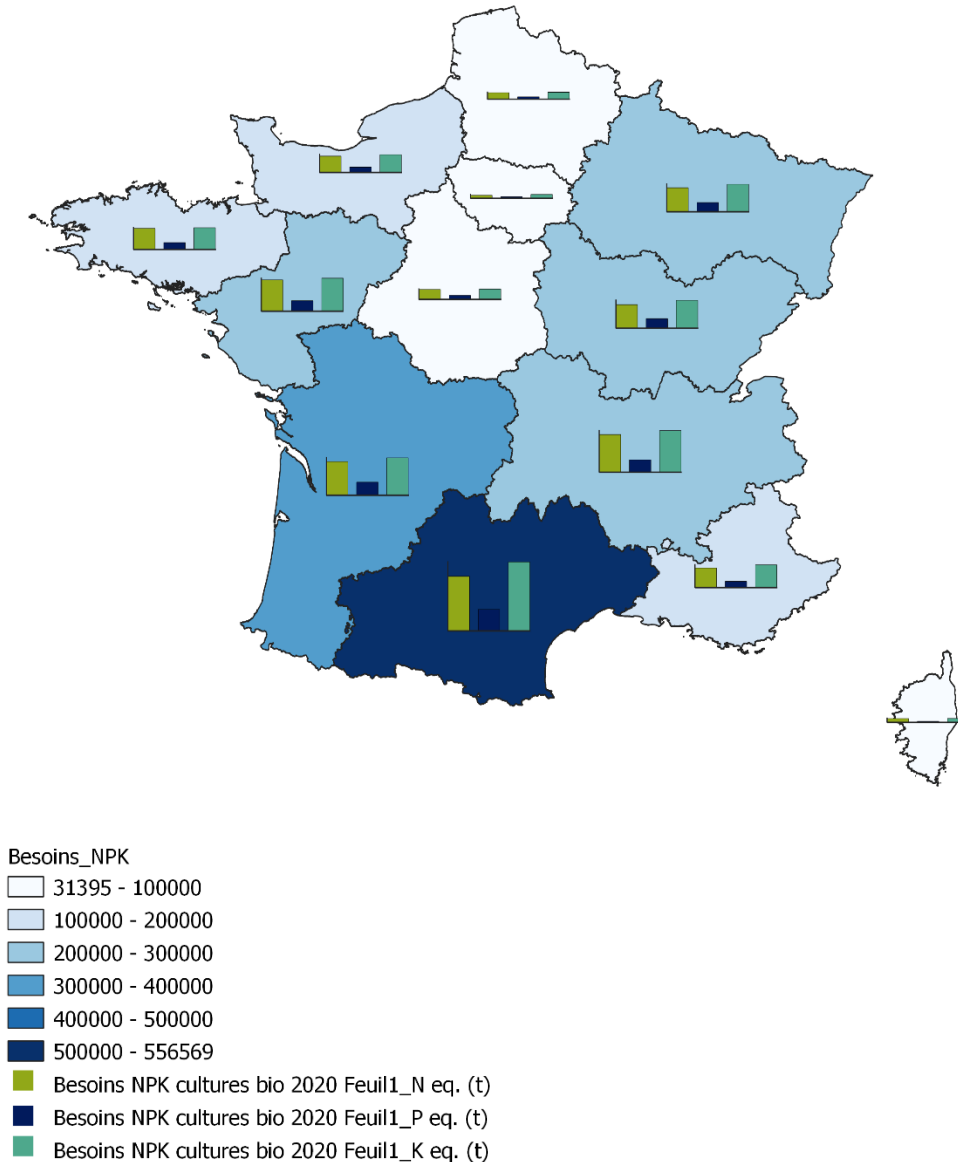 Besoins_NPK
31395 - 100000
100000 - 200000
200000 - 300000
300000 - 400000
400000 - 500000
500000 - 556569
Besoins NPK cultures bio 2020 Feuil1_N eq. (t)
Besoins NPK cultures bio 2020 Feuil1_P eq. (t)
Besoins NPK cultures bio 2020 Feuil1_K eq. (t)